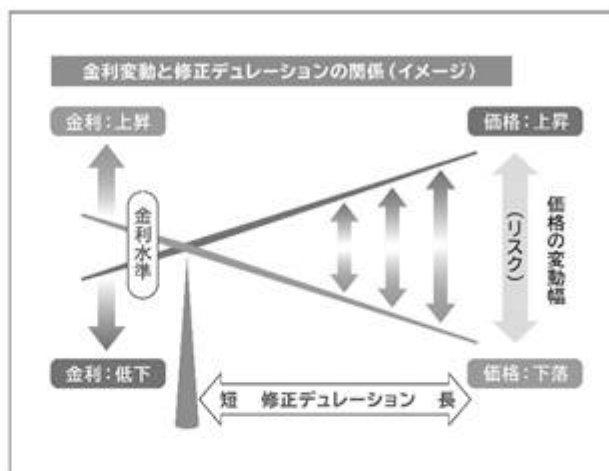 金利変動と修正デュレーションの関係（イメージ）
金利：上昇
価格：上昇
金利水準
価格の変動幅
（リスク）
金利：低下
価格：下落
短 修正デュレーション 長